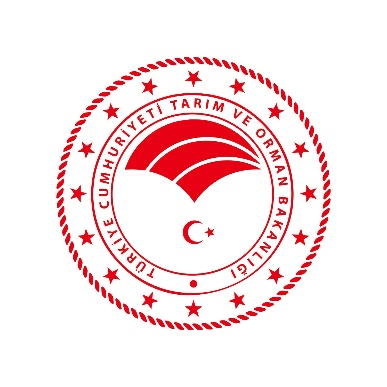 TÜRKİYE CUMHURİYETİ TARIM VE ORMAN BAKANLIĞI